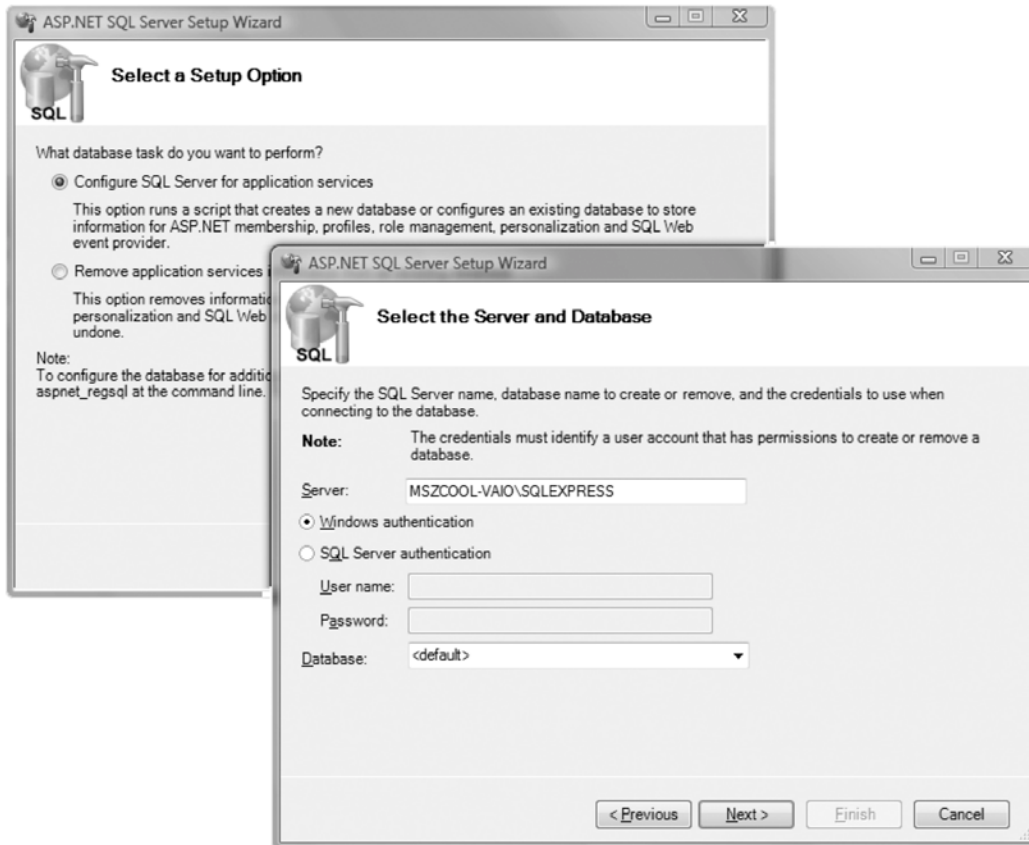 ASP.NET SQL Server Setup Wizard
SQL
Select a Setup Option
What database task do you want to perform?
Configure SQL Server for application services
This option runs a script that creates a new database or configures an existing database to store
information for ASP.NET membership, profiles, role management, personalization and SQL Web
event provider.
Remove application services
This option removes
personalization and SQL Web
undone.
Note:
To configure the database for
aspnet_regsql at the command line.
ASP.NET SQL Server Setup Wizard
SQL
Select the Server and Database
Specify the SQL Server name, database name to create or remove, and the credentials to use when
connecting to the database.
Note: The credentials must identify a user account that has permissions to create or remove a
database.
Server: MSZCOOL-VAIO\SQLEXPRESS
Windows authentication
SQL Server authentication
User name:
Password:
Database: <default>
< Previous Next > Finish Cancel